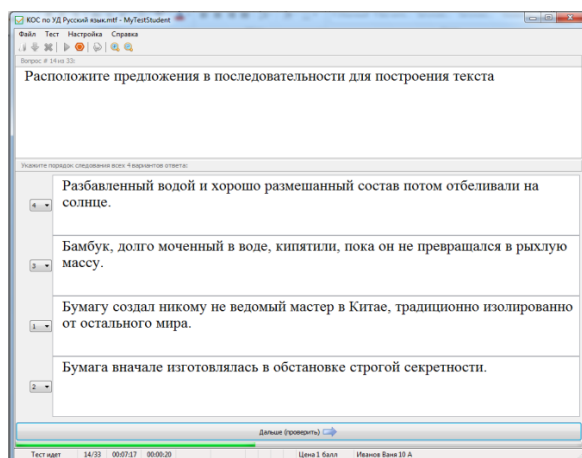 КОС по УД Русский язык.mtf - MyTestStudent
Файл Тест Настройка Справка
Вопрос # 14 из 33:
Расположите предложения в последовательности для построения текста
Укажите порядок следования всех 4 вариантов ответа:
Разбавленный водой и хорошо размешанный состав потом отбеливали на
4
солнце.
Бамбук, долго моченный в воде, кипятили, пока он не превращался в рыхлую
3
массу.
Бумагу создал никому не ведомый мастер в Китае, традиционно изолированно
1
от остального мира.
Бумага вначале изготовлялась в обстановке строгой секретности.
2
Дальше (проверить)
Тест идет 14/33 00:07:17 00:00:20 Цена 1 балл Иванов Ваня 10 А